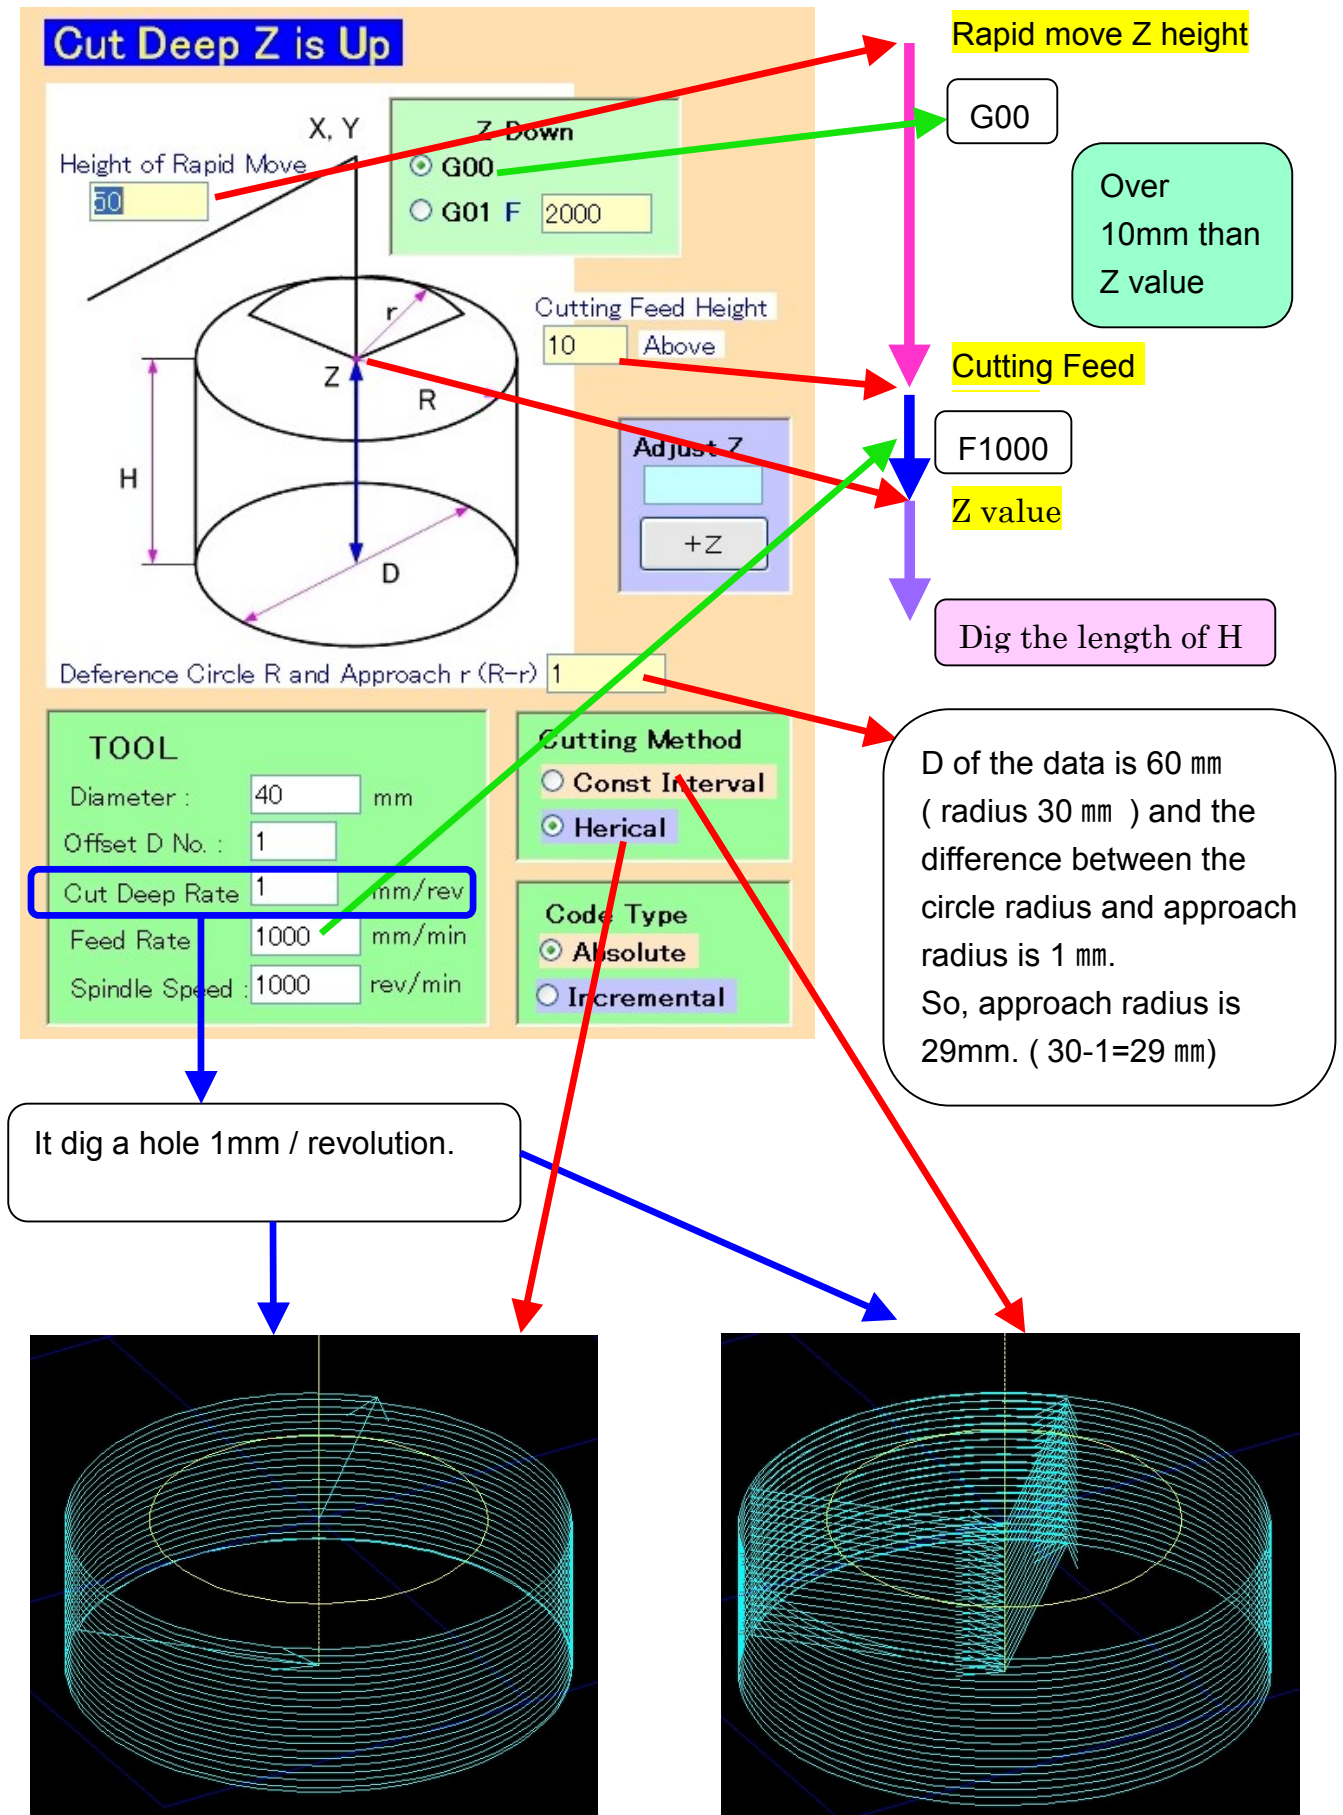 Cut Deep Z is Up
Rapid move Z height
G00
X, Y
Z Down
Height of Rapid Move
G00
50
G01 F 2000
Over
10mm than
Z value
Cutting Feed Height
10 Above
r
Z
R
Cutting Feed
Adjust Z
F1000
H
Z value
+Z
D
Dig the length of H
Deference Circle R and Approach r (R-r) 1
TOOL
Diameter : 40 mm
Offset D No. : 1
Cut Deep Rate 1 mm/rev
Feed Rate 1000 mm/min
Spindle Speed : 1000 rev/min
Cutting Method
Const Interval
Herical
Code Type
Absolute
Incremental
D of the data is 60 ㎜
( radius 30 ㎜ ) and the
difference between the
circle radius and approach
radius is 1 ㎜.
So, approach radius is
29mm. ( 30-1=29 ㎜)
It dig a hole 1mm / revolution.